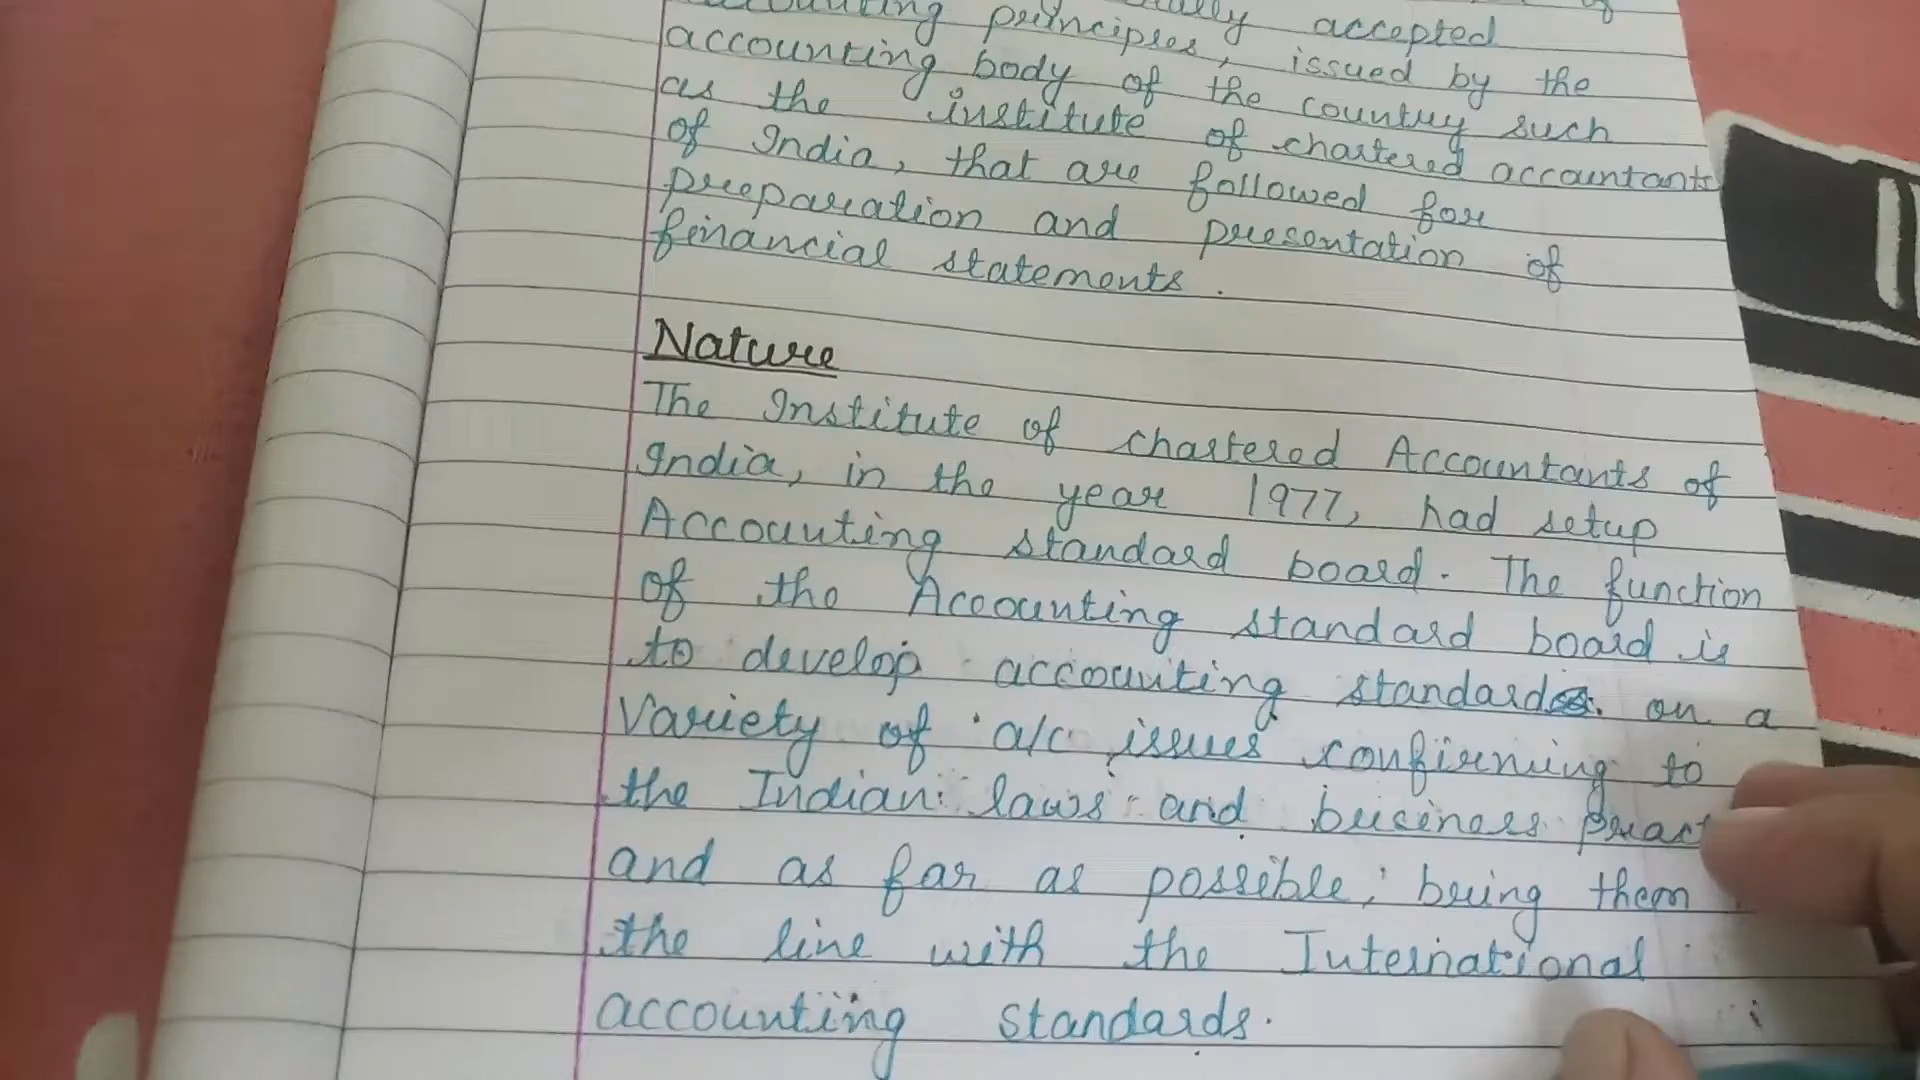 accepted
accounting principles, issued by the
accounting body of the country such
as the institute of chartered accountants
of India, that are followed for
preparation and presentation of
financial statements.
Nature
The Institute of chartered Accountants of
India, in the year 1977, had setup
Accounting standard board. The function
of the Accounting standard board is
to develop accounting standards on a
Variety of a/c issues confirming to
the Indian laws and business pract
and as far as possible, bring them
the line with the International
accounting standards.